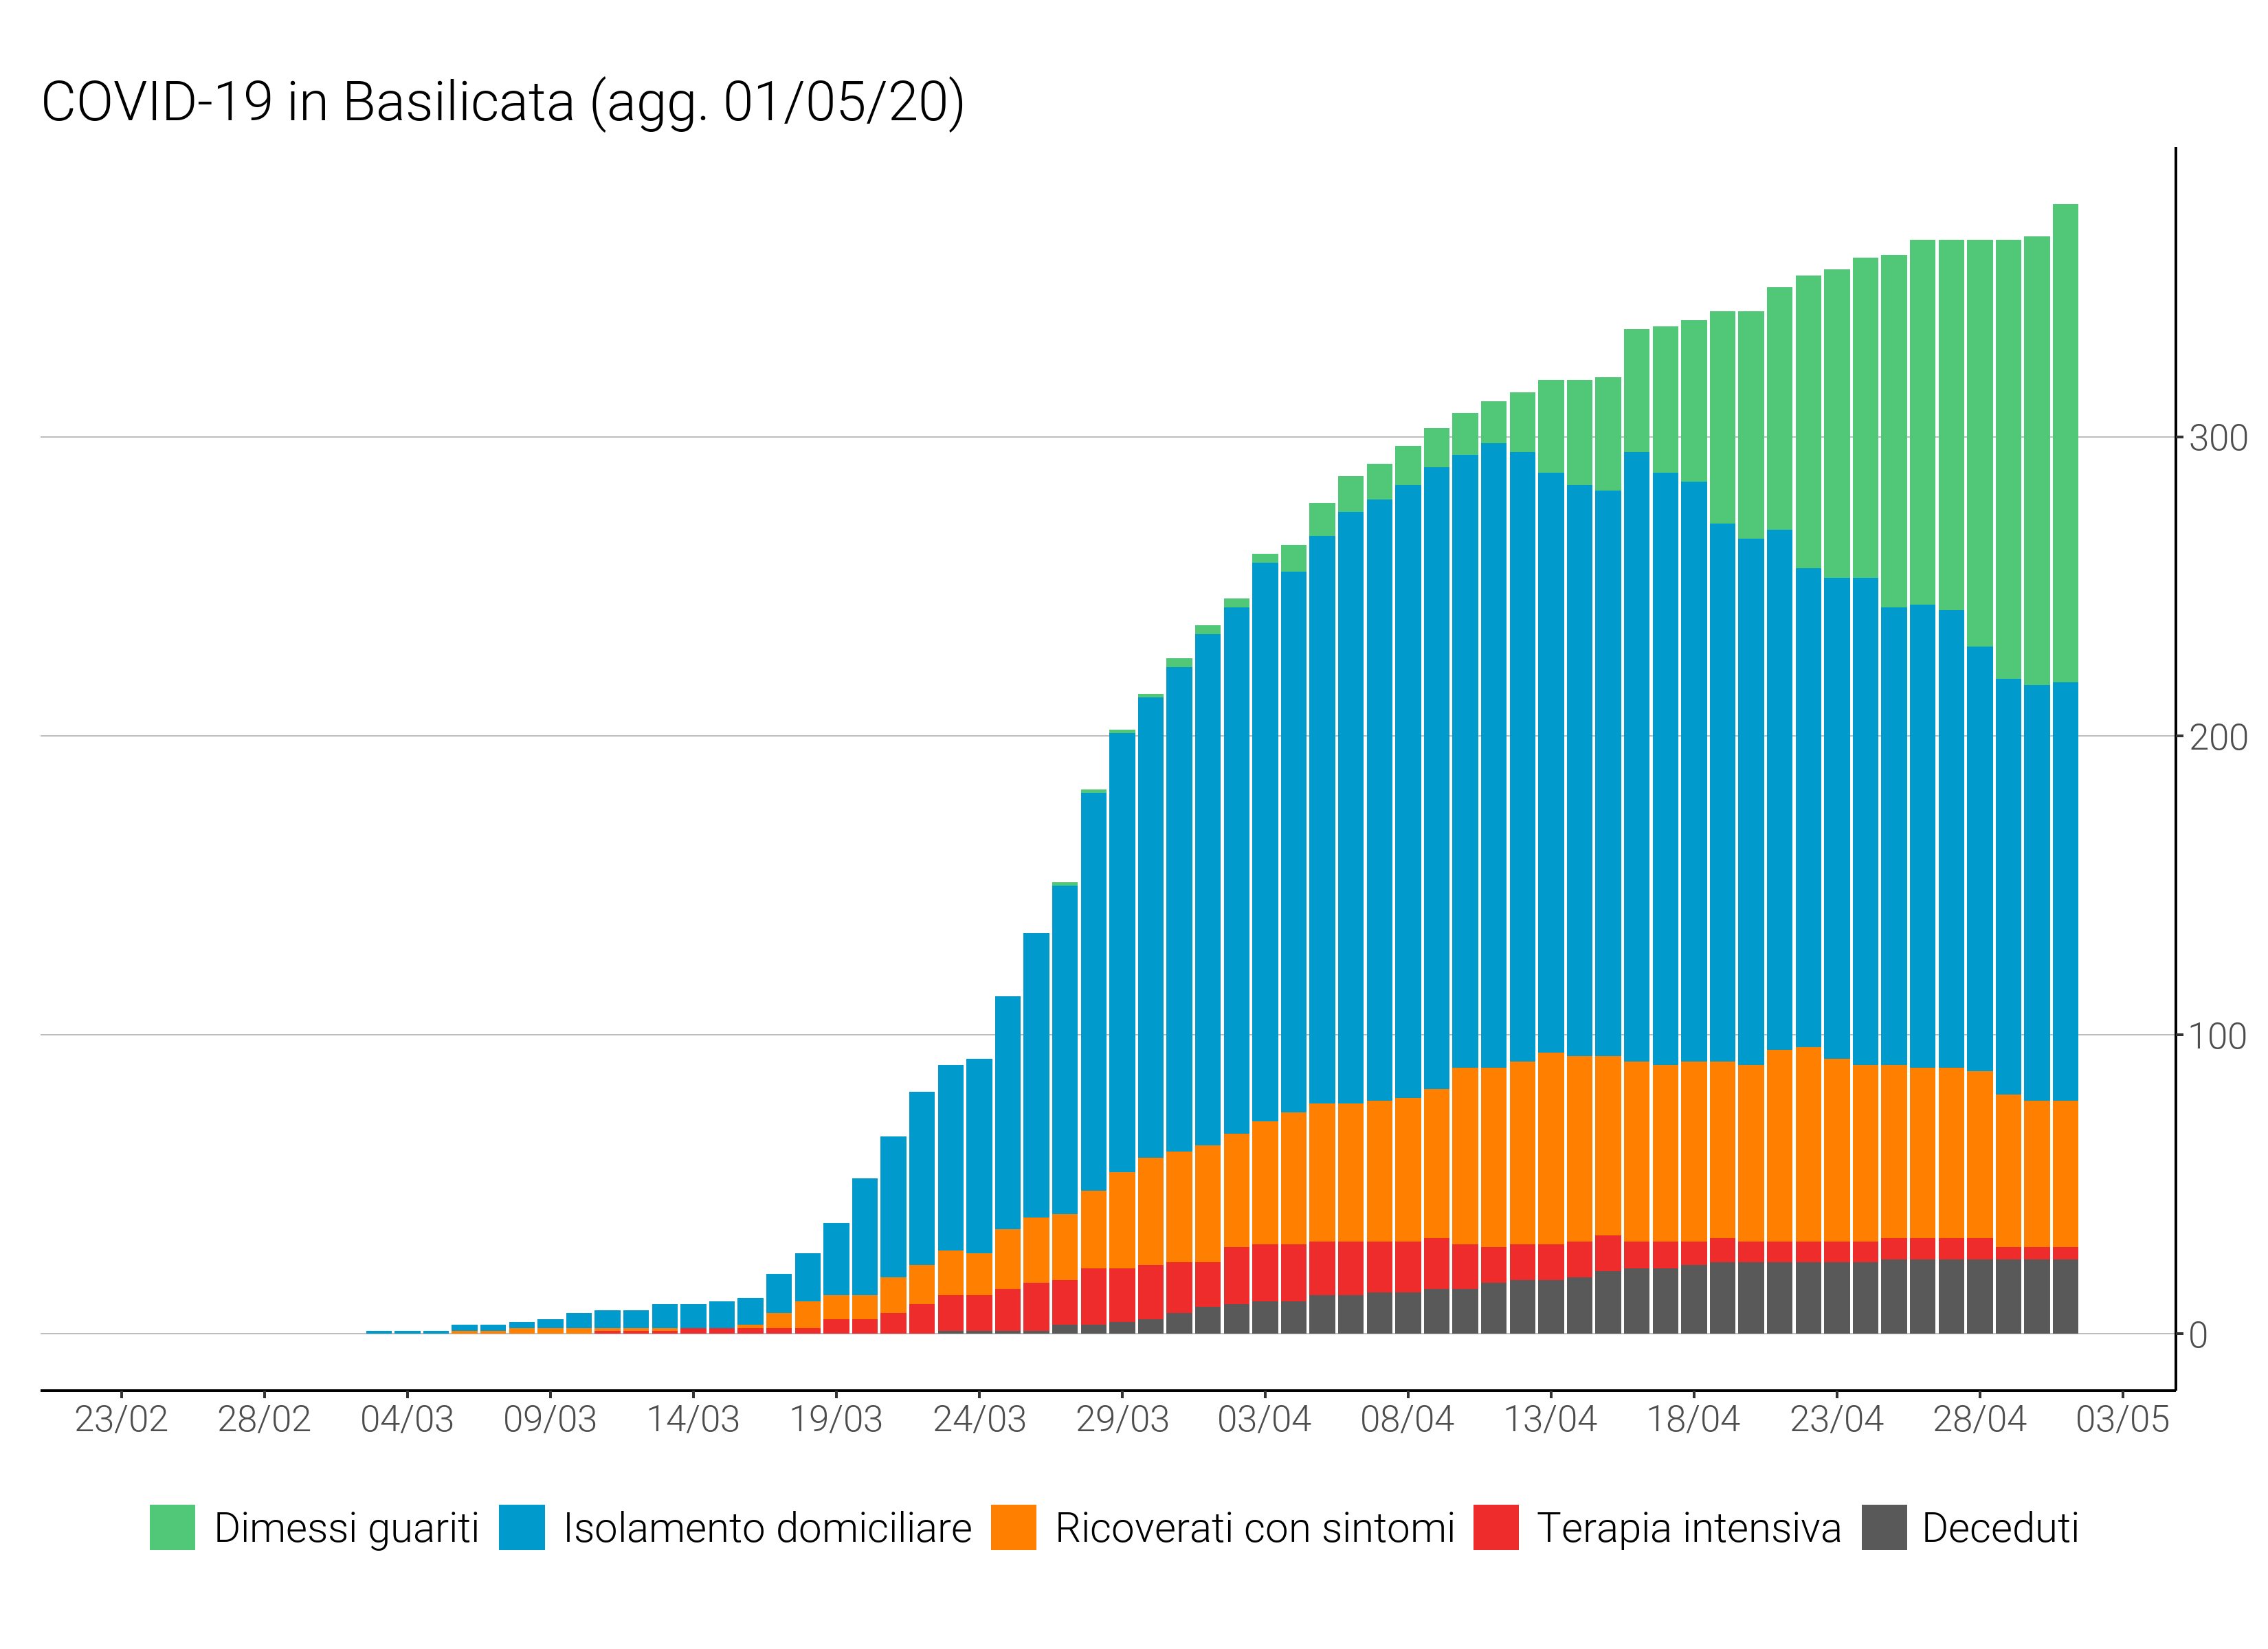 COVID-19 in Basilicata (agg. 01/05/20)
300
200
100
0
23/02 28/02 04/03 09/03 14/03 19/03 24/03 29/03 03/04 08/04 13/04 18/04 23/04 28/04 03/05
Dimessi guariti Isolamento domiciliare Ricoverati con sintomi Terapia intensiva Deceduti